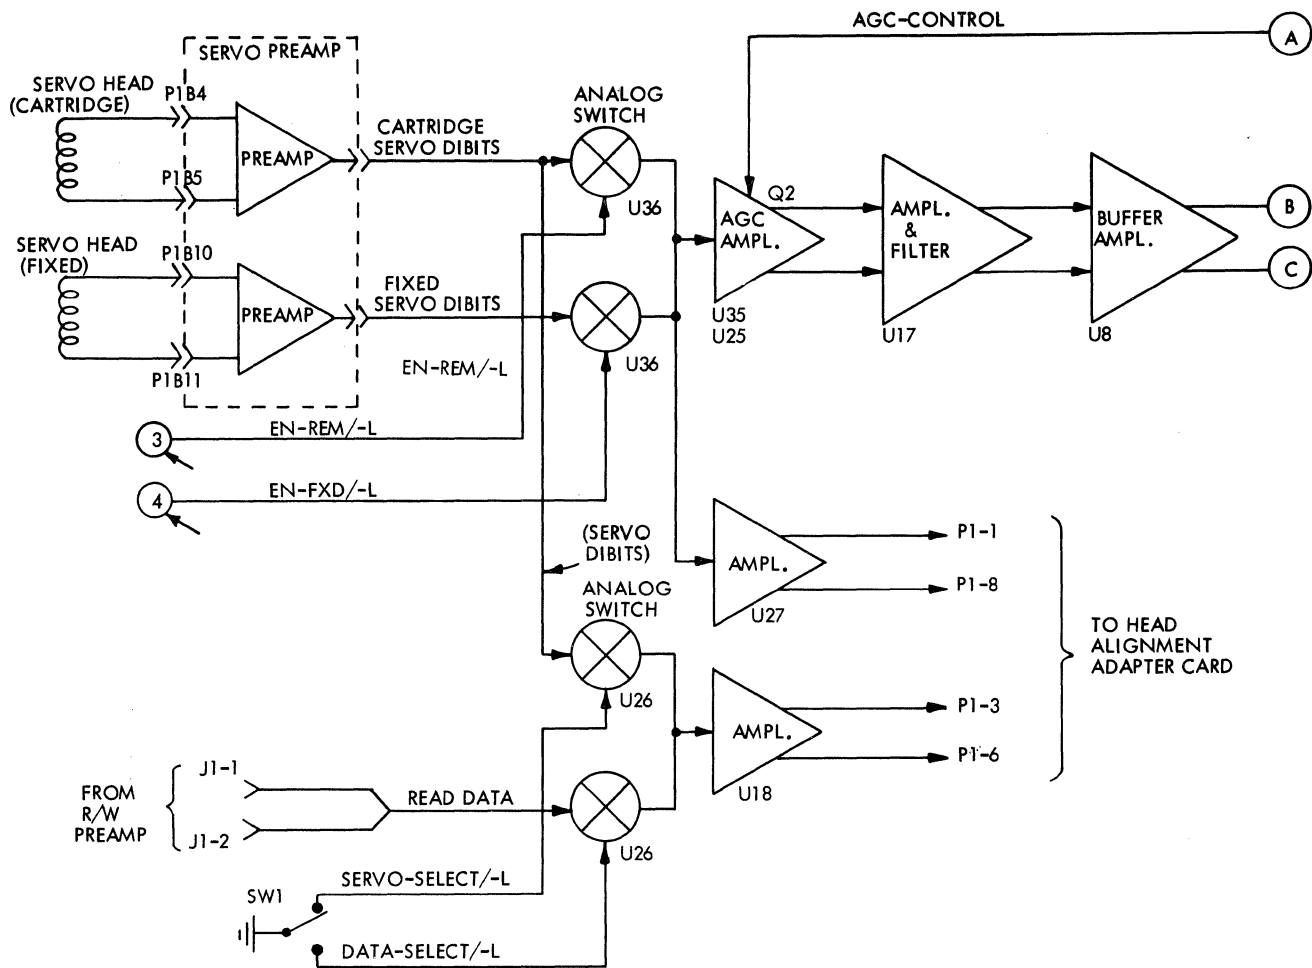 AGC-CONTROL
A
SERVO PREAMP
SERVO HEAD
(CARTRIDGE)
P1B4
PREAMP
P1B5
CARTRIDGE
SERVO DIBITS
ANALOG
SWITCH
U36
SERVO HEAD
(FIXED)
P1B10
PREAMP
P1B11
FIXED
SERVO DIBITS
U36
EN-REM/-L
Q2
AGC
AMPL.
U35
U25
AMPL.
&
FILTER
U17
BUFFER
AMPL.
U8
B
C
3
EN-REM/-L
4
EN-FXD/-L
(SERVO
DIBITS)
ANALOG
SWITCH
U26
AMPL.
U27
P1-1
P1-8
TO HEAD
ALIGNMENT
ADAPTER CARD
AMPL.
U18
P1-3
P1-6
FROM
R/W
PREAMP
J1-1
J1-2
READ DATA
U26
SERVO-SELECT/-L
SW1
DATA-SELECT/-L